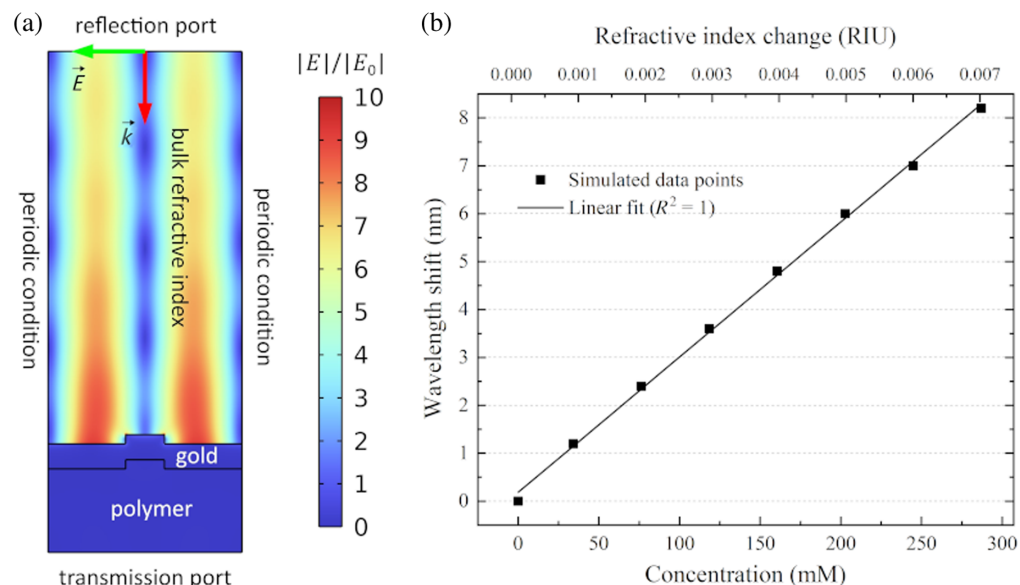 (a)
reflection port
E
k
bulk refractive index
periodic condition
periodic condition
gold
polymer
transmission port
|E|/|E₀|
10
9
8
7
6
5
4
3
2
1
0
(b)
Refractive index change (RIU)
0.000 0.001 0.002 0.003 0.004 0.005 0.006 0.007
Wavelength shift (nm)
8
7
6
5
4
3
2
1
0
Simulated data points
Linear fit (R² = 1)
0 50 100 150 200 250 300
Concentration (mM)